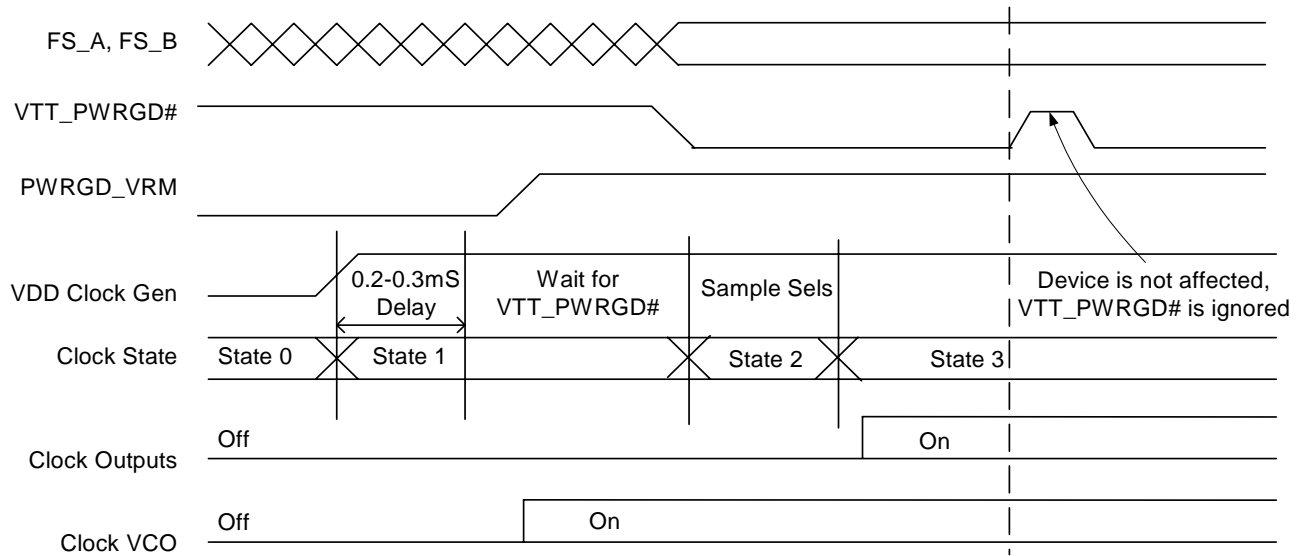 FS_A, FS_B
VTT_PWRGD#
PWRGD_VRM
VDD Clock Gen
0.2-0.3mS
Delay
Wait for
VTT_PWRGD#
Sample Sels
Device is not affected,
VTT_PWRGD# is ignored
Clock State
State 0
State 1
State 2
State 3
Clock Outputs
Off
On
Clock VCO
Off
On